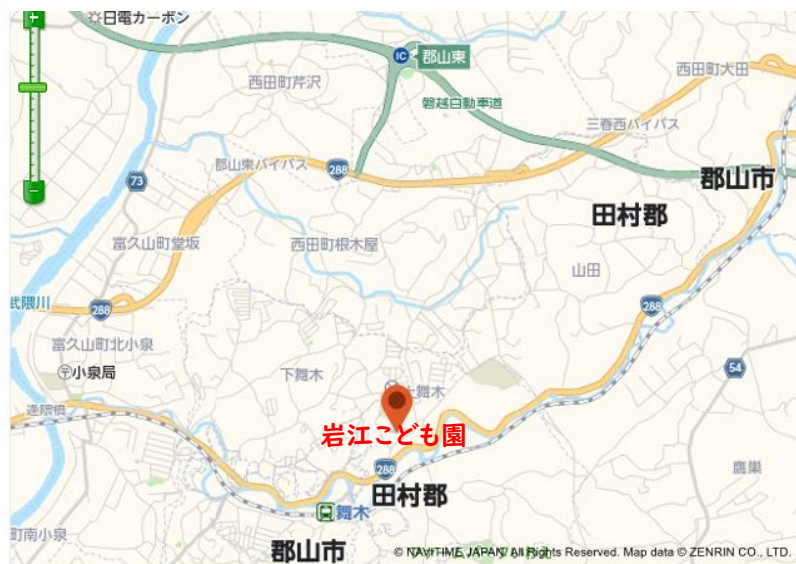 日電カーボン
IC
郡山東
西田町芹沢
西田町大田
磐越自動車道
三春西バイパス
郡山東バイパス
288
73
郡山市
田村郡
富久山町堂坂
西田町根木屋
山田
武隈川
288
288
富久山町北小泉
小泉局
下舞木
上舞木
54
逢隈橋
岩江こども園
288
鷹巣
田村郡
舞木
町南小泉
郡山市
© NAVITIME JAPAN. All Rights Reserved. Map data © ZENRIN CO., LTD.